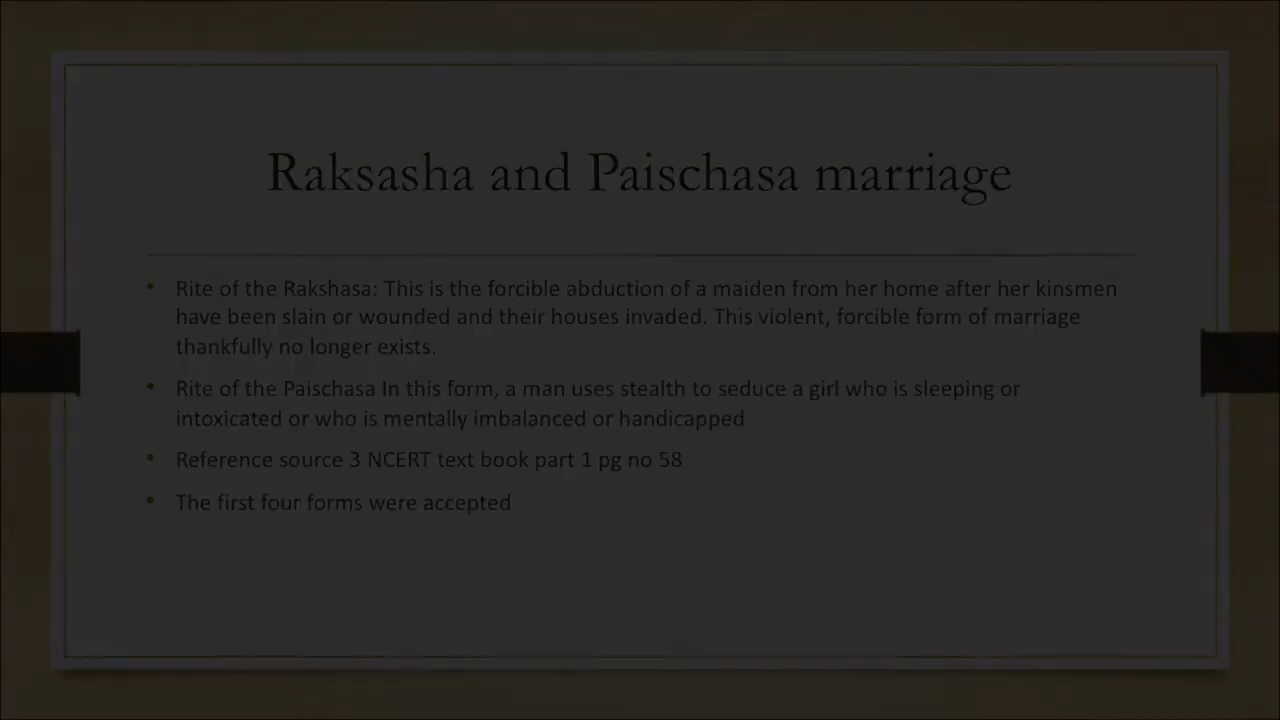 Raksasha and Paischasa marriage
• Rite of the Rakshasa: This is the forcible abduction of a maiden from her home after her kinsmen
have been slain or wounded and their houses invaded. This violent, forcible form of marriage
thankfully no longer exists.
• Rite of the Paischasa In this form, a man uses stealth to seduce a girl who is sleeping or
intoxicated or who is mentally imbalanced or handicapped
• Reference source 3 NCERT text book part 1 pg no 58
• The first four forms were accepted